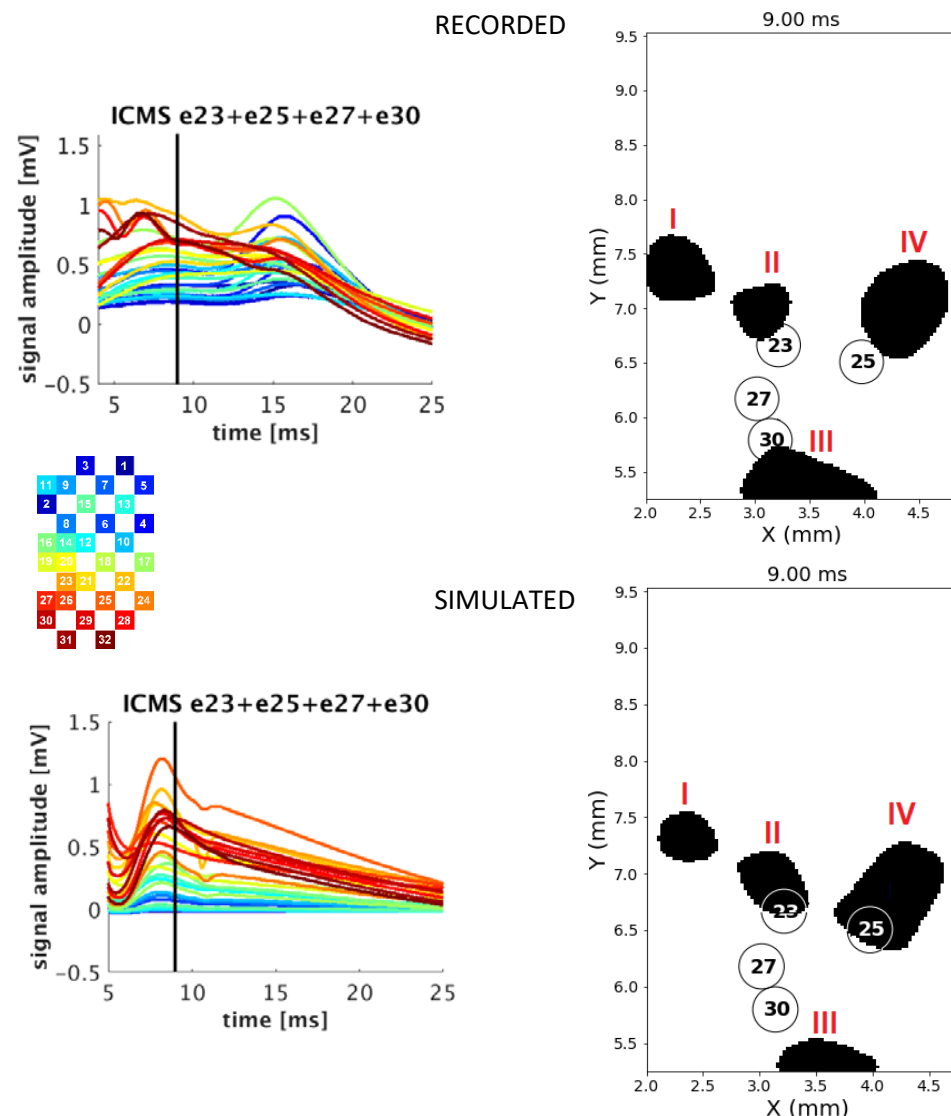 RECORDED
ICMS e23+e25+e27+e30
signal amplitude [mV]
1.5
1
0.5
0
−0.5
5 10 15 20 25
time [ms]
9.00 ms
Y (mm)
9.5
9.0
8.5
8.0
7.5
7.0
6.5
6.0
5.5
I
II
IV
23
25
27
30
III
2.0 2.5 3.0 3.5 4.0 4.5
X (mm)
3 1
11 9 7 5
2 15 13
8 6 4
16 14 12 10
19 20 18 17
23 21 22
27 26 25 24
30 29 28
31 32
SIMULATED
ICMS e23+e25+e27+e30
signal amplitude [mV]
1.5
1
0.5
0
−0.5
5 10 15 20 25
time [ms]
9.00 ms
Y (mm)
9.5
9.0
8.5
8.0
7.5
7.0
6.5
6.0
5.5
I
II
IV
23
25
27
30
III
2.0 2.5 3.0 3.5 4.0 4.5
X (mm)